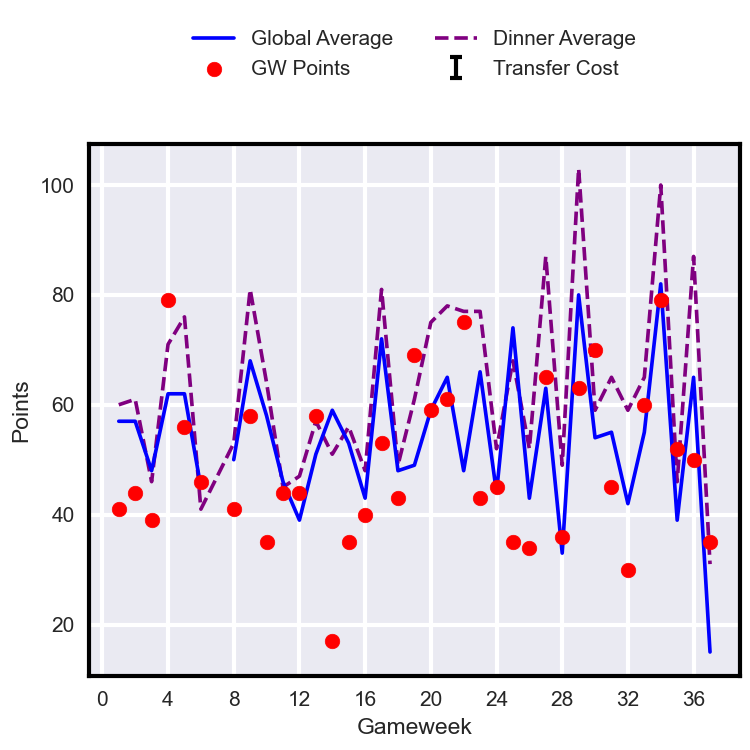 Global Average Dinner Average
GW Points Transfer Cost
100
80
60
40
20
Points
0 4 8 12 16 20 24 28 32 36
Gameweek